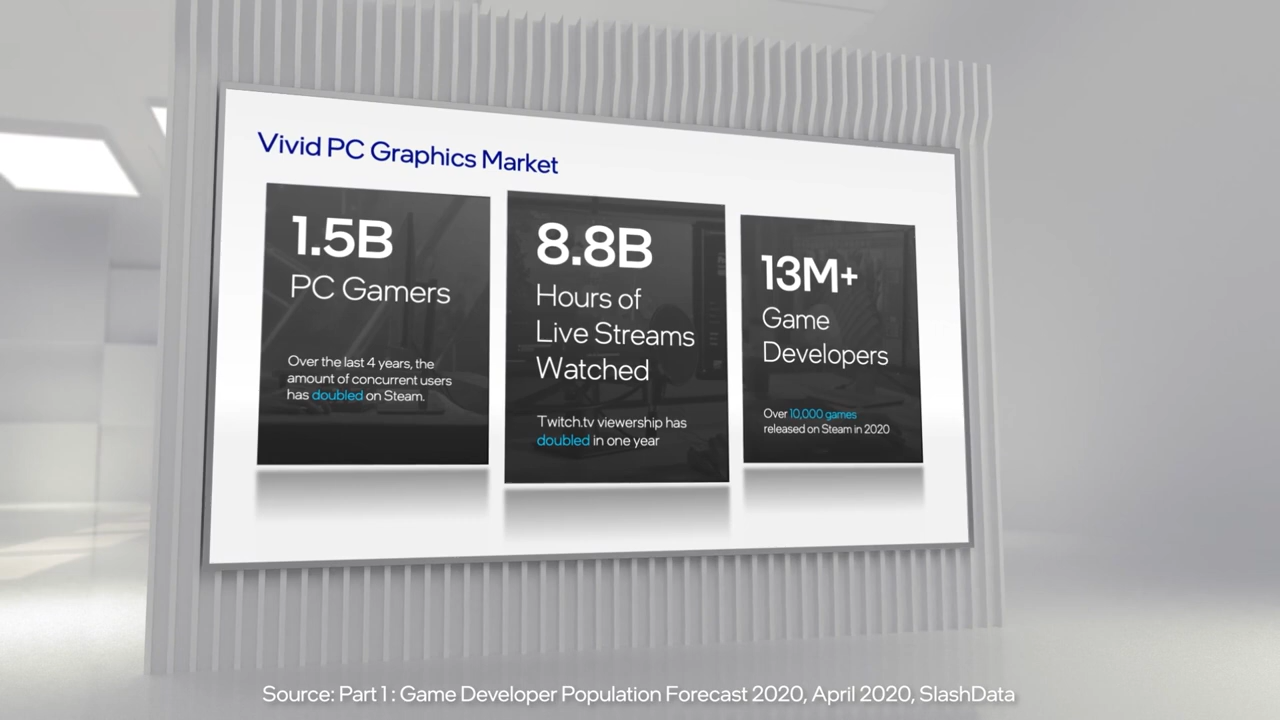 Vivid PC Graphics Market
1.5B
PC Gamers
Over the last 4 years, the
amount of concurrent users
has doubled on Steam.
8.8B
Hours of
Live Streams
Watched
Twitch.tv viewership has
doubled in one year
13M+
Game
Developers
Over 10,000 games
released on Steam in 2020
Source: Part 1: Game Developer Population Forecast 2020, April 2020, SlashData